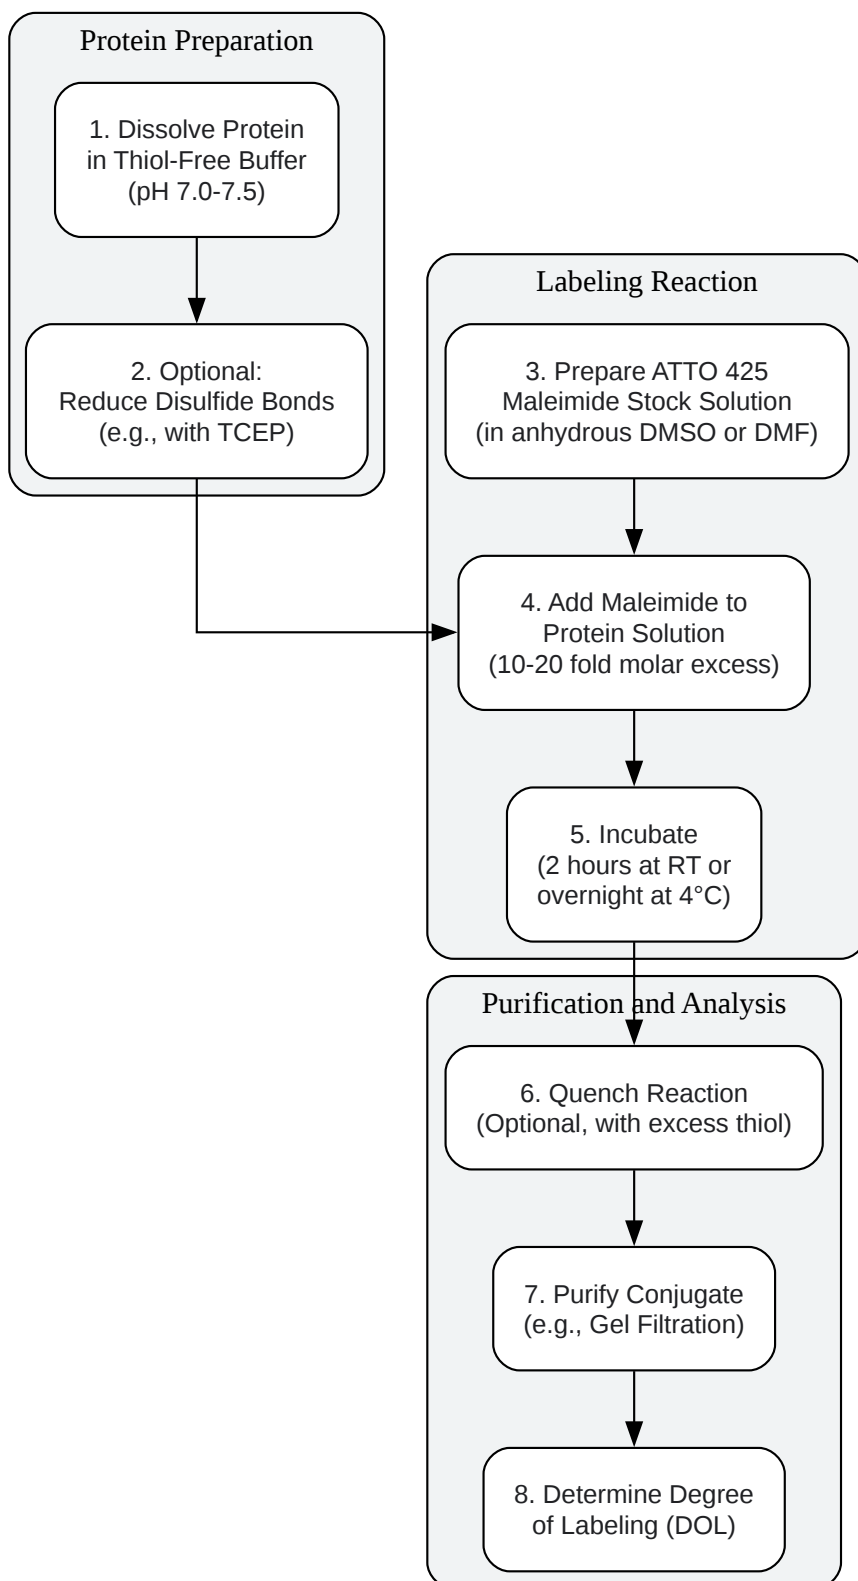 Protein Preparation
1. Dissolve Protein
in Thiol-Free Buffer
(pH 7.0-7.5)
2. Optional:
Reduce Disulfide Bonds
(e.g., with TCEP)
Labeling Reaction
3. Prepare ATTO 425
Maleimide Stock Solution
(in anhydrous DMSO or DMF)
4. Add Maleimide to
Protein Solution
(10-20 fold molar excess)
5. Incubate
(2 hours at RT or
overnight at 4°C)
Purification and Analysis
6. Quench Reaction
(Optional, with excess thiol)
7. Purify Conjugate
(e.g., Gel Filtration)
8. Determine Degree
of Labeling (DOL)